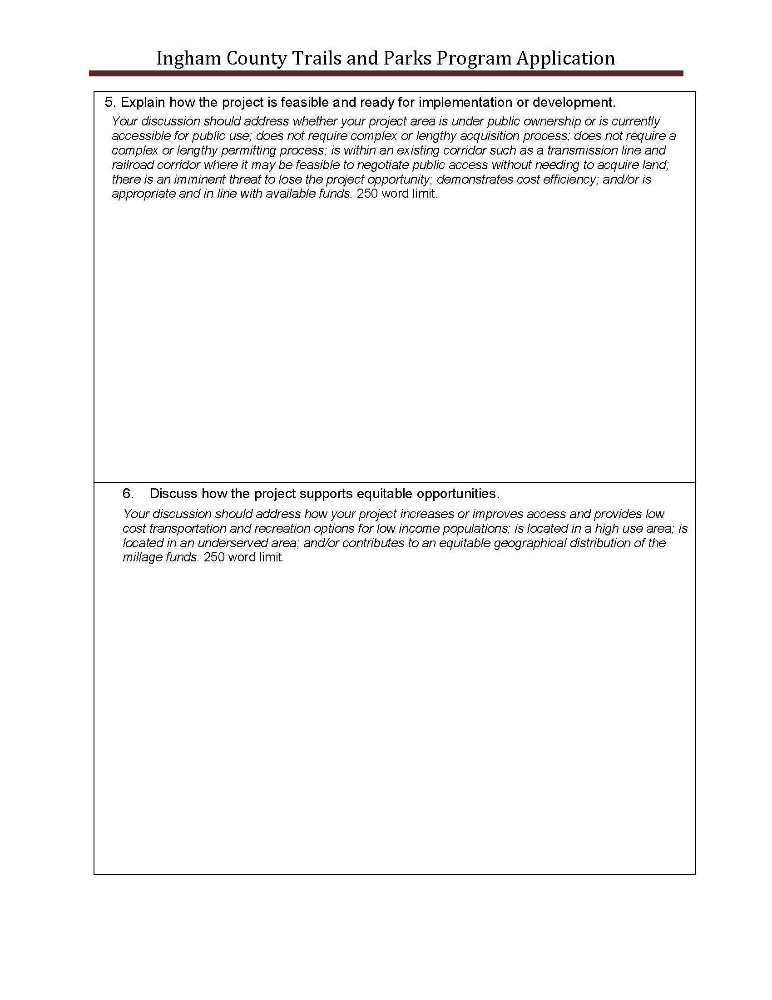 Ingham County Trails and Parks Program Application
5. Explain how the project is feasible and ready for implementation or development.
Your discussion should address whether your project area is under public ownership or is currently
accessible for public use; does not require complex or lengthy acquisition process; does not require a
complex or lengthy permitting process; is within an existing corridor such as a transmission line and
railroad corridor where it may be feasible to negotiate public access without needing to acquire land;
there is an imminent threat to lose the project opportunity; demonstrates cost efficiency; and/or is
appropriate and in line with available funds. 250 word limit.
6. Discuss how the project supports equitable opportunities.
Your discussion should address how your project increases or improves access and provides low
cost transportation and recreation options for low income populations; is located in a high use area; is
located in an underserved area; and/or contributes to an equitable geographical distribution of the
millage funds. 250 word limit.